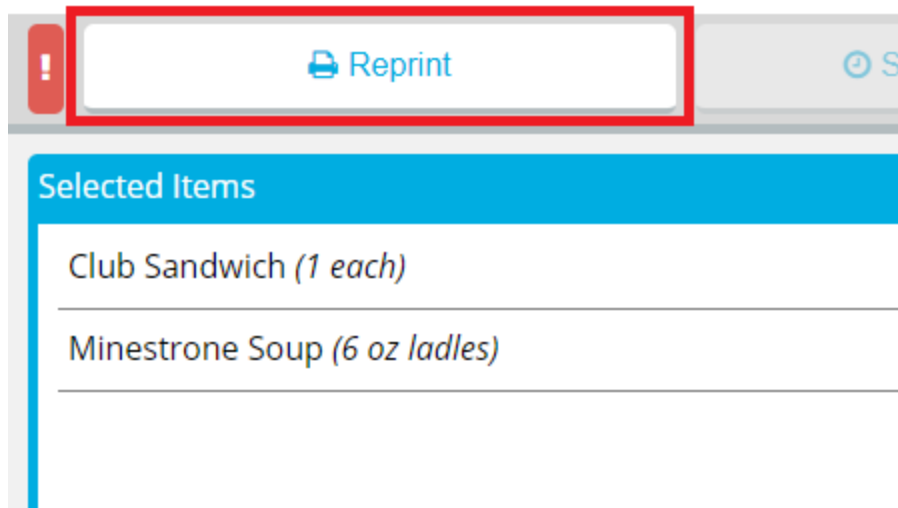 ! Reprint S
Selected Items
Club Sandwich (1 each)
Minestrone Soup (6 oz ladles)